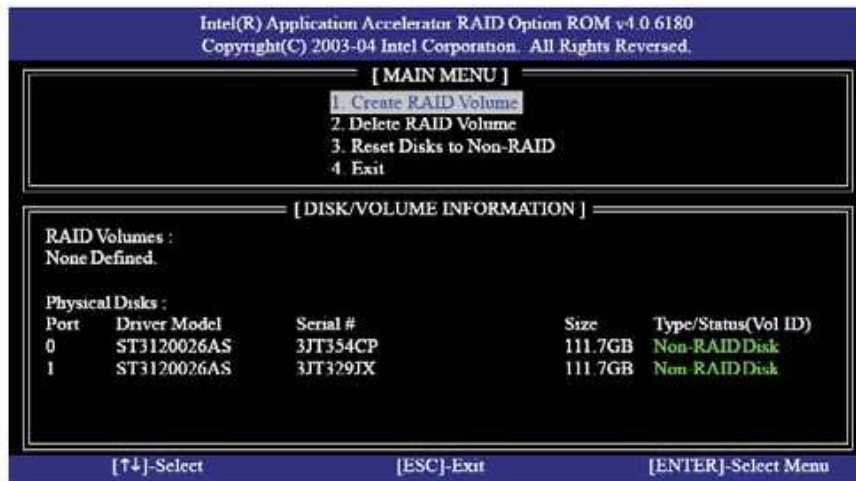 Intel(R) Application Accelerator RAID Option ROM v4.0 6180
Copyright(C) 2003-04 Intel Corporation. All Rights Reversed.
[ MAIN MENU ]
1. Create RAID Volume
2. Delete RAID Volume
3. Reset Disks to Non-RAID
4 Exit
[ DISK/VOLUME INFORMATION ]
RAID Volumes :
None Defined.
Physical Disks :
Port Driver Model Serial # Size Type/Status(Vol ID)
0 ST3120026AS 3JT354CP 111.7GB Non-RAID Disk
1 ST3120026AS 3JT329JX 111.7GB Non-RAID Disk
[↑↓]-Select [ESC]-Exit [ENTER]-Select Menu